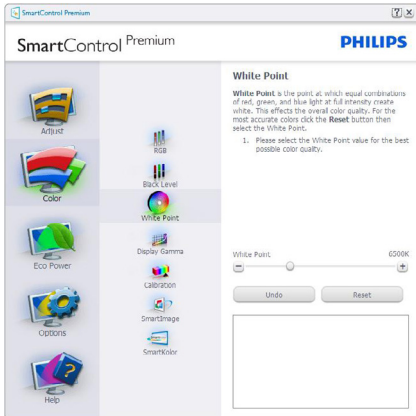 SmartControl Premium
SmartControl Premium
PHILIPS
Adjust
Color
Eco Power
Options
Help
RGB
Black Level
White Point
Display Gamma
Calibration
SmartImage
SmartKolor
White Point
White Point is the point at which equal combinations
of red, green, and blue light at full intensity create
white. This effects the overall color quality. For the
most accurate colors click the Reset button then
select the White Point.
1. Please select the White Point value for the best
possible color quality.
White Point 6500K
Undo Reset